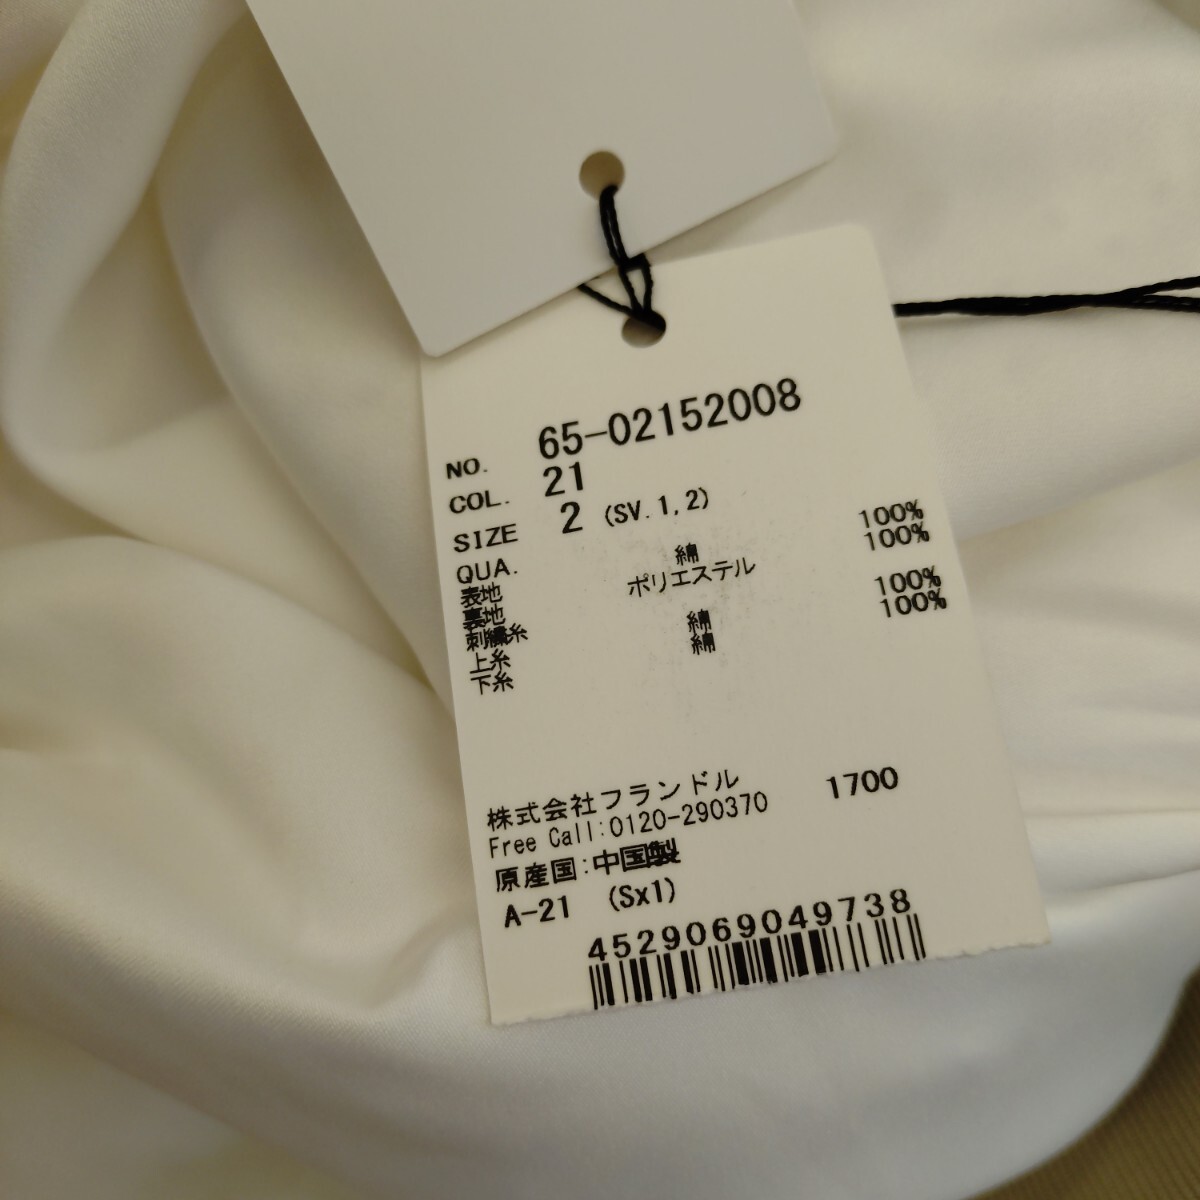 NO. 65-02152008
COL. 21
SIZE 2 (SV.1,2)
QUA.
表地 綿 100%
裏地 ポリエステル 100%
刺繍糸
上糸 綿 100%
下糸 綿 100%
株式会社フランドル 1700
Free Call:0120-290370
原産国:中国製
A-21 (Sx1)
4529069049738